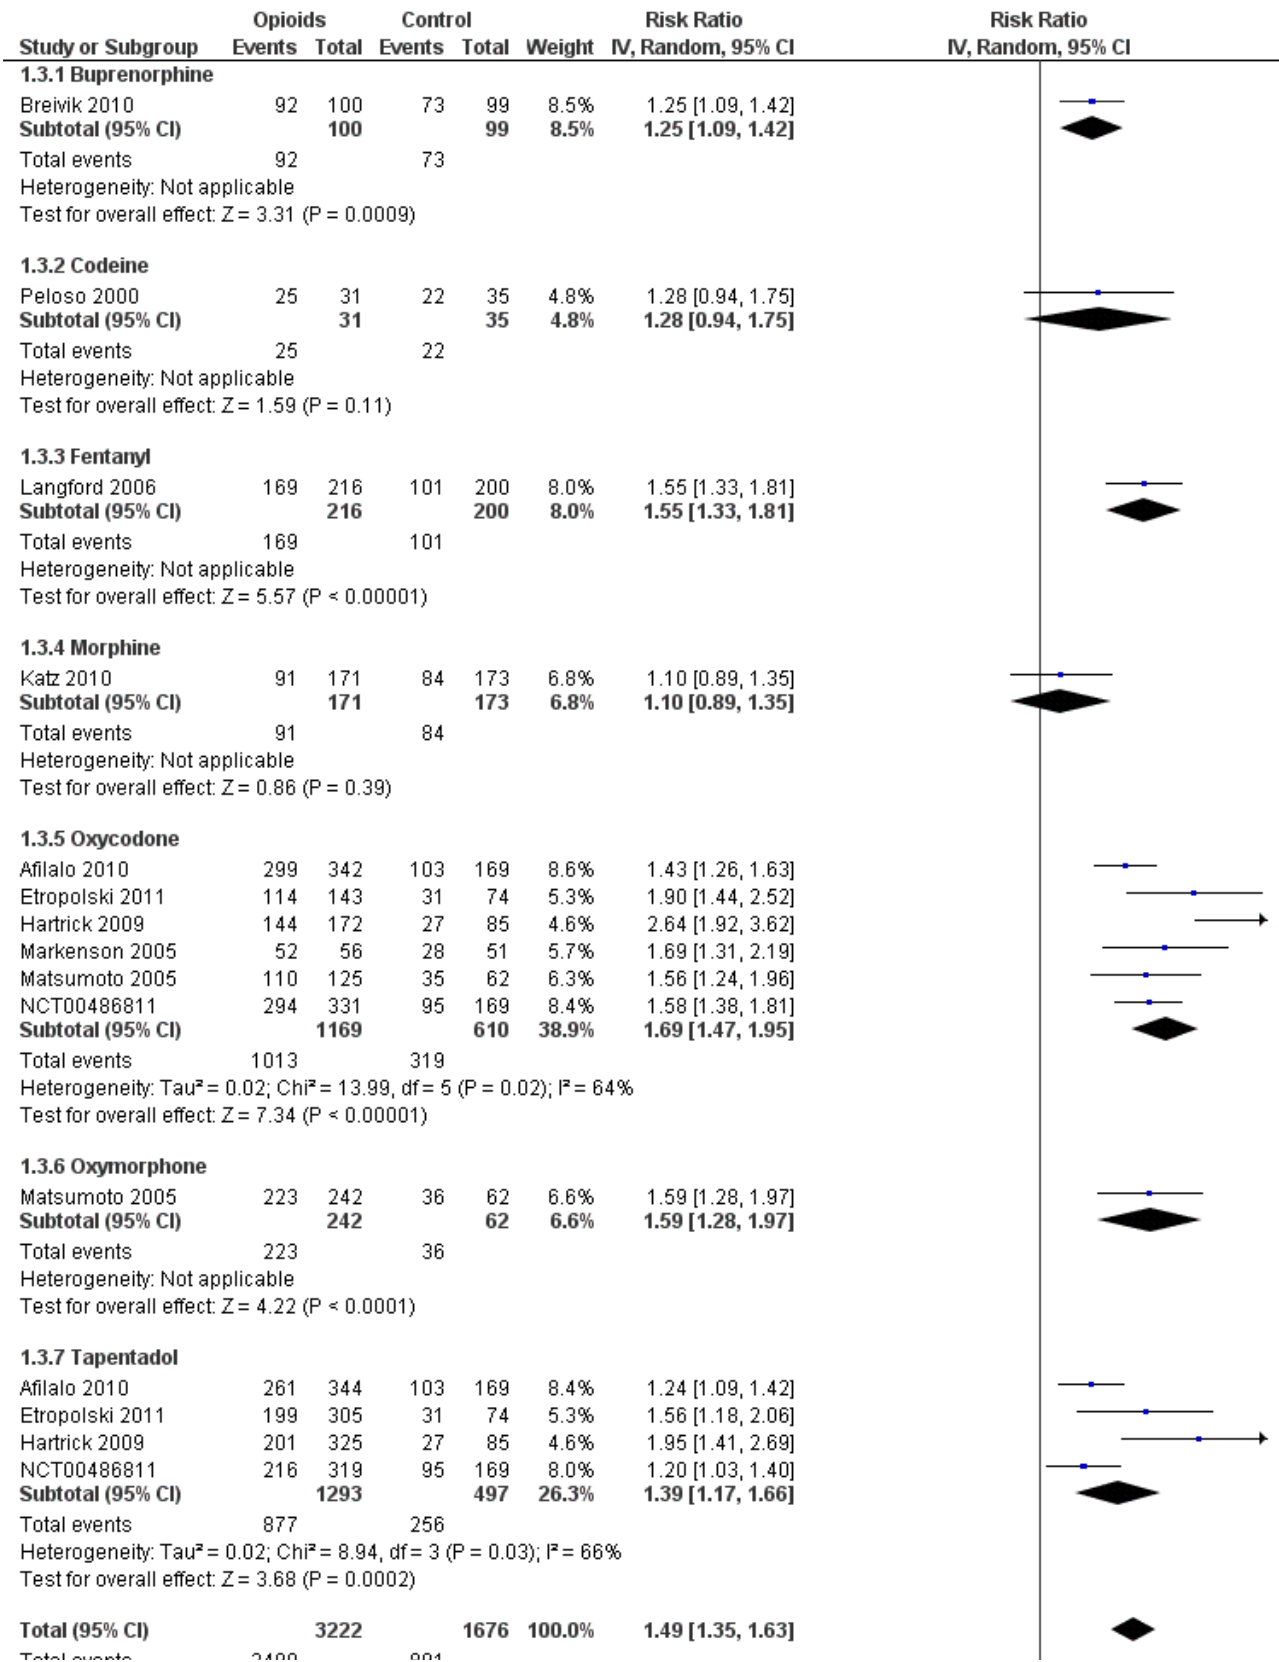 Opioids Control Risk Ratio Risk Ratio
Study or Subgroup Events Total Events Total Weight IV, Random, 95% CI IV, Random, 95% CI
1.3.1 Buprenorphine
Breivik 2010 92 100 73 99 8.5% 1.25 [1.09, 1.42]
Subtotal (95% CI) 100 99 8.5% 1.25 [1.09, 1.42]
Total events 92 73
Heterogeneity: Not applicable
Test for overall effect: Z = 3.31 (P = 0.0009)
1.3.2 Codeine
Peloso 2000 25 31 22 35 4.8% 1.28 [0.94, 1.75]
Subtotal (95% CI) 31 35 4.8% 1.28 [0.94, 1.75]
Total events 25 22
Heterogeneity: Not applicable
Test for overall effect: Z = 1.59 (P = 0.11)
1.3.3 Fentanyl
Langford 2006 169 216 101 200 8.0% 1.55 [1.33, 1.81]
Subtotal (95% CI) 216 200 8.0% 1.55 [1.33, 1.81]
Total events 169 101
Heterogeneity: Not applicable
Test for overall effect: Z = 5.57 (P < 0.00001)
1.3.4 Morphine
Katz 2010 91 171 84 173 6.8% 1.10 [0.89, 1.35]
Subtotal (95% CI) 171 173 6.8% 1.10 [0.89, 1.35]
Total events 91 84
Heterogeneity: Not applicable
Test for overall effect: Z = 0.86 (P = 0.39)
1.3.5 Oxycodone
Afilalo 2010 299 342 103 169 8.6% 1.43 [1.26, 1.63]
Etropolski 2011 114 143 31 74 5.3% 1.90 [1.44, 2.52]
Hartrick 2009 144 172 27 85 4.6% 2.64 [1.92, 3.62]
Markenson 2005 52 56 28 51 5.7% 1.69 [1.31, 2.19]
Matsumoto 2005 110 125 35 62 6.3% 1.56 [1.24, 1.96]
NCT00486811 294 331 95 169 8.4% 1.58 [1.38, 1.81]
Subtotal (95% CI) 1169 610 38.9% 1.69 [1.47, 1.95]
Total events 1013 319
Heterogeneity: Tau² = 0.02; Chi² = 13.99, df = 5 (P = 0.02); I² = 64%
Test for overall effect: Z = 7.34 (P < 0.00001)
1.3.6 Oxymorphone
Matsumoto 2005 223 242 36 62 6.6% 1.59 [1.28, 1.97]
Subtotal (95% CI) 242 62 6.6% 1.59 [1.28, 1.97]
Total events 223 36
Heterogeneity: Not applicable
Test for overall effect: Z = 4.22 (P < 0.0001)
1.3.7 Tapentadol
Afilalo 2010 261 344 103 169 8.4% 1.24 [1.09, 1.42]
Etropolski 2011 199 305 31 74 5.3% 1.56 [1.18, 2.06]
Hartrick 2009 201 325 27 85 4.6% 1.95 [1.41, 2.69]
NCT00486811 216 319 95 169 8.0% 1.20 [1.03, 1.40]
Subtotal (95% CI) 1293 497 26.3% 1.39 [1.17, 1.66]
Total events 877 256
Heterogeneity: Tau² = 0.02; Chi² = 8.94, df = 3 (P = 0.03); I² = 66%
Test for overall effect: Z = 3.68 (P = 0.0002)
Total (95% CI) 3222 1676 100.0% 1.49 [1.35, 1.63]
Total events